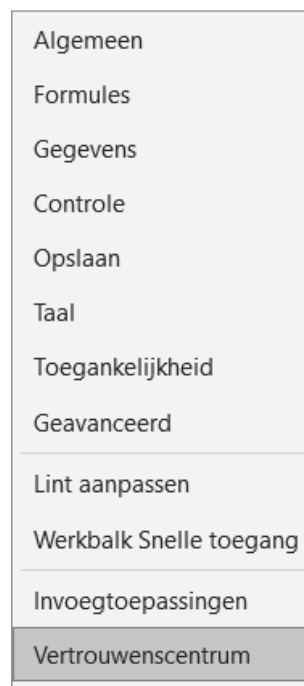 Algemeen
Formules
Gegevens
Controle
Opslaan
Taal
Toegankelijkheid
Geavanceerd
Lint aanpassen
Werkbalk Snelle toegang
Invoegtoepassingen
Vertrouwenscentrum